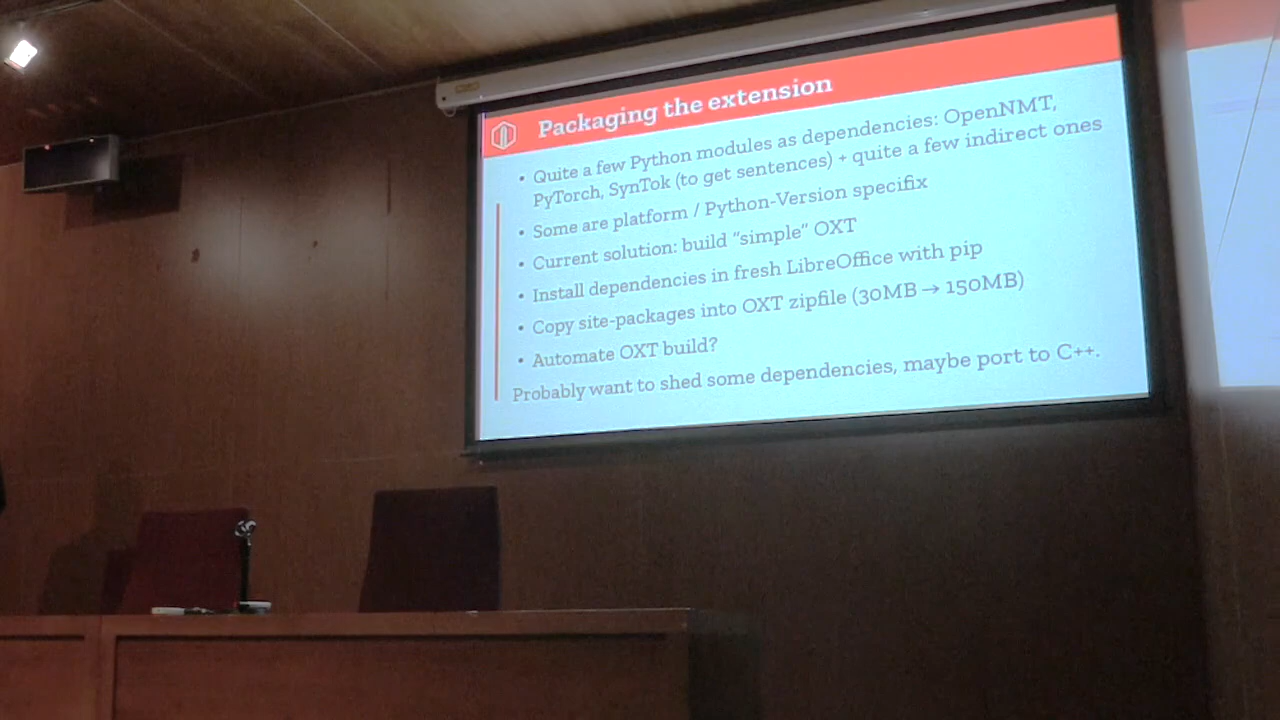 Packaging the extension
• Quite a few Python modules as dependencies: OpenNMT,
PyTorch, SynTok (to get sentences) + quite a few indirect ones
• Some are platform / Python-Version specifix
• Current solution: build “simple” OXT
• Install dependencies in fresh LibreOffice with pip
• Copy site-packages into OXT zipfile (30MB → 150MB)
• Automate OXT build?
Probably want to shed some dependencies, maybe port to C++.